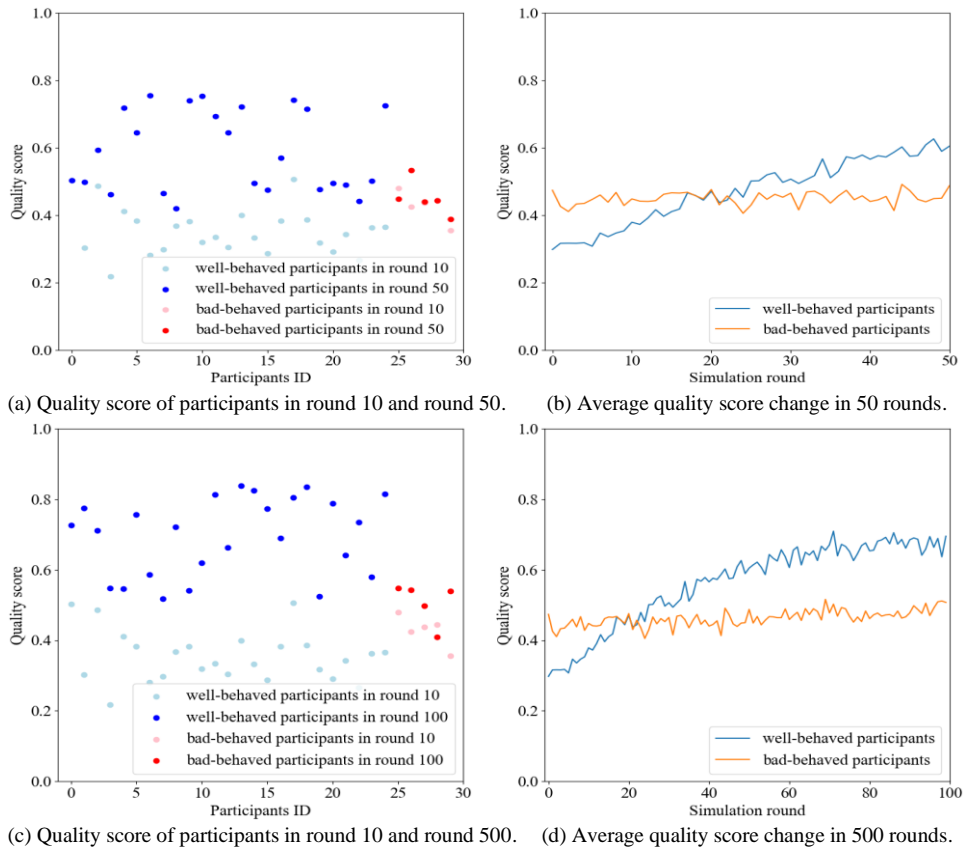 1.0
0.8
0.6
0.4
0.2
0.0
Quality score
well-behaved participants in round 10
well-behaved participants in round 50
bad-behaved participants in round 10
bad-behaved participants in round 50
0 5 10 15 20 25 30
Participants ID
(a) Quality score of participants in round 10 and round 50.
1.0
0.8
0.6
0.4
0.2
0.0
Quality score
well-behaved participants
bad-behaved participants
0 10 20 30 40 50
Simulation round
(b) Average quality score change in 50 rounds.
1.0
0.8
0.6
0.4
0.2
0.0
Quality score
well-behaved participants in round 10
well-behaved participants in round 100
bad-behaved participants in round 10
bad-behaved participants in round 100
0 5 10 15 20 25 30
Participants ID
(c) Quality score of participants in round 10 and round 500.
1.0
0.8
0.6
0.4
0.2
0.0
Quality score
well-behaved participants
bad-behaved participants
0 20 40 60 80 100
Simulation round
(d) Average quality score change in 500 rounds.